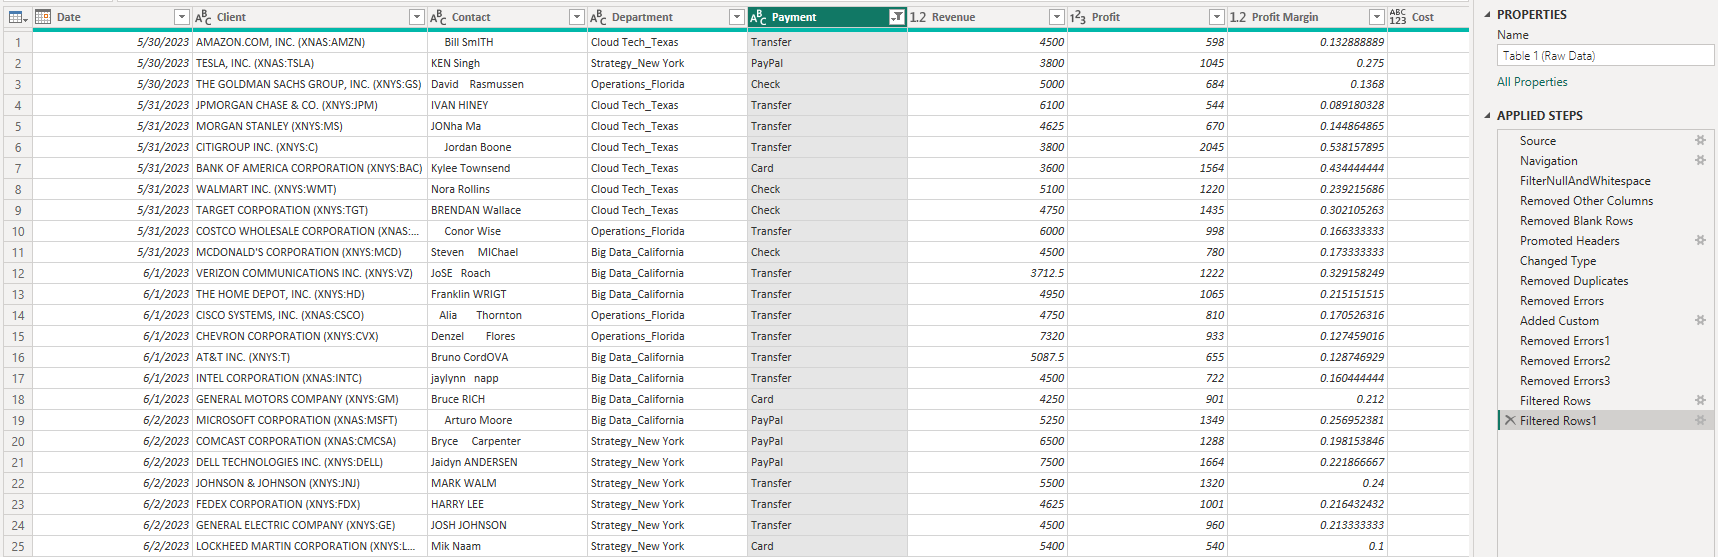 Date ABC Client ABC Contact ABC Department ABC Payment 1.2 Revenue 123 Profit 1.2 Profit Margin ABC 123 Cost
1 5/30/2023 AMAZON.COM, INC. (XNAS:AMZN) Bill SmITH Cloud Tech_Texas Transfer 4500 598 0.132888889
2 5/30/2023 TESLA, INC. (XNAS:TSLA) KEN Singh Strategy_New York PayPal 3800 1045 0.275
3 5/30/2023 THE GOLDMAN SACHS GROUP, INC. (XNYS:GS) David Rasmussen Operations_Florida Check 5000 684 0.1368
4 5/31/2023 JPMORGAN CHASE & CO. (XNYS:JPM) IVAN HINEY Cloud Tech_Texas Transfer 6100 544 0.089180328
5 5/31/2023 MORGAN STANLEY (XNYS:MS) JONha Ma Cloud Tech_Texas Transfer 4625 670 0.144864865
6 5/31/2023 CITIGROUP INC. (XNYS:C) Jordan Boone Cloud Tech_Texas Transfer 3800 2045 0.538157895
7 5/31/2023 BANK OF AMERICA CORPORATION (XNYS:BAC) Kylee Townsend Cloud Tech_Texas Card 3600 1564 0.434444444
8 5/31/2023 WALMART INC. (XNYS:WMT) Nora Rollins Cloud Tech_Texas Check 5100 1220 0.239215686
9 5/31/2023 TARGET CORPORATION (XNYS:TGT) BRENDAN Wallace Cloud Tech_Texas Check 4750 1435 0.302105263
10 5/31/2023 COSTCO WHOLESALE CORPORATION (XNAS:... Conor Wise Operations_Florida Transfer 6000 998 0.166333333
11 5/31/2023 MCDONALD'S CORPORATION (XNYS:MCD) Steven MIChael Big Data_California Check 4500 780 0.173333333
12 6/1/2023 VERIZON COMMUNICATIONS INC. (XNYS:VZ) JoSE Roach Big Data_California Transfer 3712.5 1222 0.329158249
13 6/1/2023 THE HOME DEPOT, INC. (XNYS:HD) Franklin WRIGT Big Data_California Transfer 4950 1065 0.215151515
14 6/1/2023 CISCO SYSTEMS, INC. (XNAS:CSCO) Alia Thornton Operations_Florida Transfer 4750 810 0.170526316
15 6/1/2023 CHEVRON CORPORATION (XNYS:CVX) Denzel Flores Operations_Florida Transfer 7320 933 0.127459016
16 6/1/2023 AT&T INC. (XNYS:T) Bruno CordOVA Big Data_California Transfer 5087.5 655 0.128746929
17 6/1/2023 INTEL CORPORATION (XNAS:INTC) jaylynn napp Big Data_California Transfer 4500 722 0.160444444
18 6/1/2023 GENERAL MOTORS COMPANY (XNYS:GM) Bruce RICH Big Data_California Card 4250 901 0.212
19 6/2/2023 MICROSOFT CORPORATION (XNAS:MSFT) Arturo Moore Big Data_California PayPal 5250 1349 0.256952381
20 6/2/2023 COMCAST CORPORATION (XNAS:CMCSA) Bryce Carpenter Strategy_New York PayPal 6500 1288 0.198153846
21 6/2/2023 DELL TECHNOLOGIES INC. (XNYS:DELL) Jaidyn ANDERSEN Strategy_New York PayPal 7500 1664 0.221866667
22 6/2/2023 JOHNSON & JOHNSON (XNYS:JNJ) MARK WALM Strategy_New York Transfer 5500 1320 0.24
23 6/2/2023 FEDEX CORPORATION (XNYS:FDX) HARRY LEE Strategy_New York Transfer 4625 1001 0.216432432
24 6/2/2023 GENERAL ELECTRIC COMPANY (XNYS:GE) JOSH JOHNSON Strategy_New York Transfer 4500 960 0.213333333
25 6/2/2023 LOCKHEED MARTIN CORPORATION (XNYS:L... Mik Naam Strategy_New York Card 5400 540 0.1
PROPERTIES
Name
Table 1 (Raw Data)
All Properties
APPLIED STEPS
Source
Navigation
FilterNullAndWhitespace
Removed Other Columns
Removed Blank Rows
Promoted Headers
Changed Type
Removed Duplicates
Removed Errors
Added Custom
Removed Errors1
Removed Errors2
Removed Errors3
Filtered Rows
Filtered Rows1